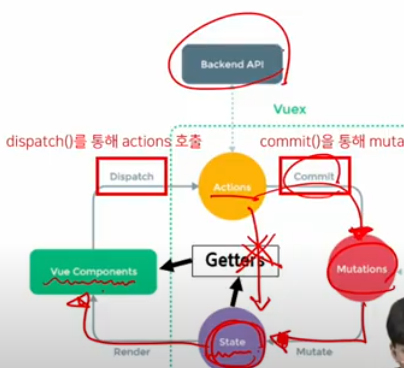 Backend API
Vuex
dispatch()를 통해 actions 호출
commit()을 통해 muta
Dispatch
Actions
Commit
Vue Components
Getters
Mutations
State
Render
Mutate